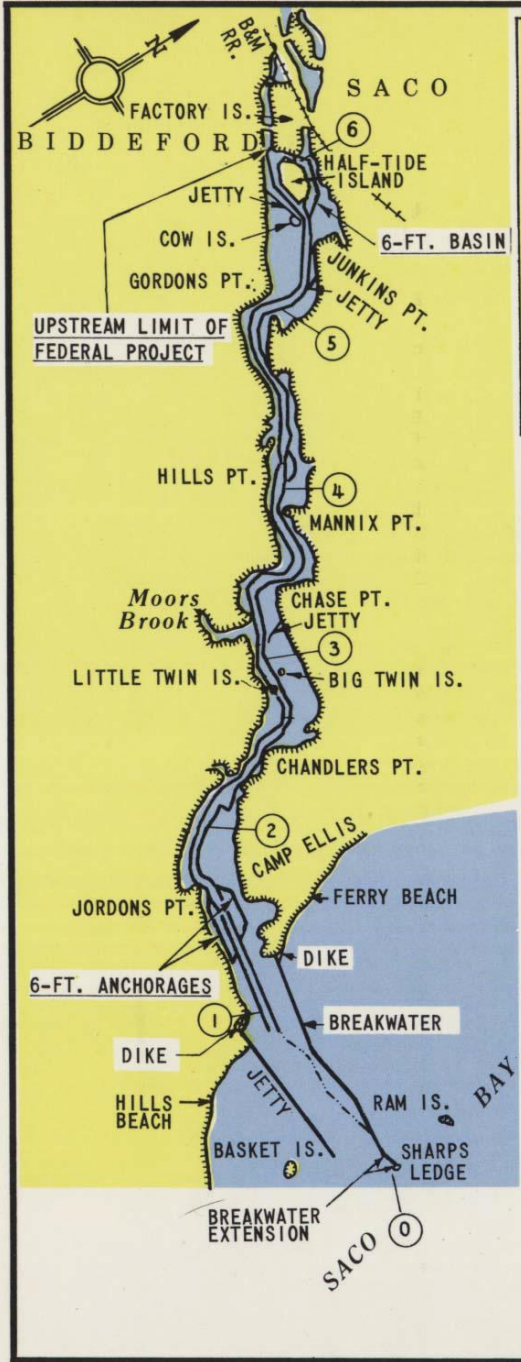 N
B&M
RR.
SACO
FACTORY IS.
BIDDEFORD
6
HALF-TIDE
ISLAND
JETTY
COW IS.
6-FT. BASIN
GORDONS PT.
JUNKINS PT.
JETTY
UPSTREAM LIMIT OF
FEDERAL PROJECT
5
HILLS PT.
4
MANNIX PT.
Moors
Brook
CHASE PT.
JETTY
3
LITTLE TWIN IS.
BIG TWIN IS.
CHANDLERS PT.
2
CAMP ELLIS
JORDONS PT.
FERRY BEACH
6-FT. ANCHORAGES
DIKE
1
BREAKWATER
DIKE
HILLS
BEACH
JETTY
RAM IS.
BASKET IS.
SHARPS
LEDGE
BREAKWATER
EXTENSION
0
SACO BAY